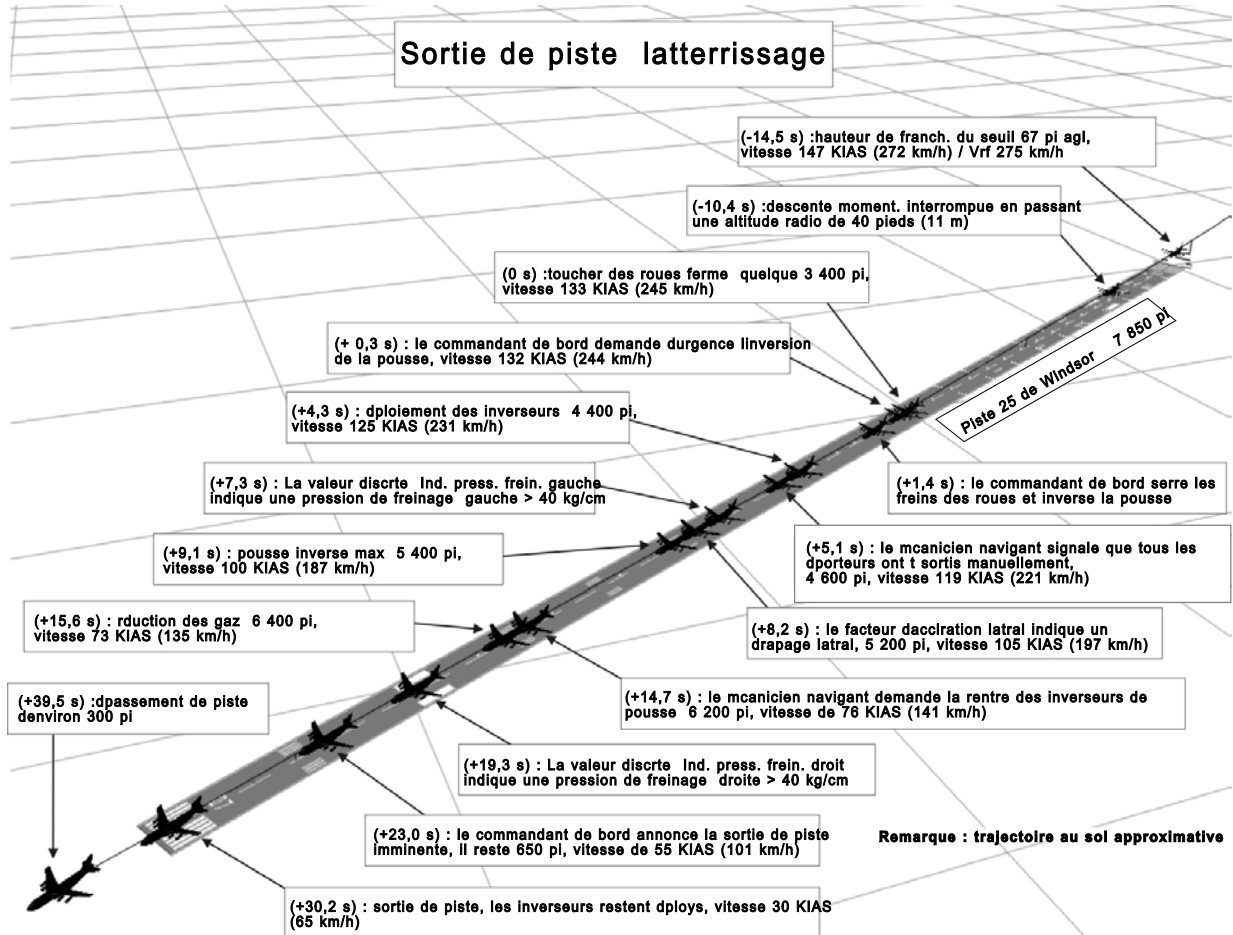 Sortie de piste latterrissage
(-14,5 s) :hauteur de franch. du seuil 67 pi agl,
vitesse 147 KIAS (272 km/h) / Vrf 275 km/h
(-10,4 s) :descente moment. interrompue en passant
une altitude radio de 40 pieds (11 m)
(0 s) :toucher des roues ferme quelque 3 400 pi,
vitesse 133 KIAS (245 km/h)
(+ 0,3 s) : le commandant de bord demande durgence linversion
de la pousse, vitesse 132 KIAS (244 km/h)
Piste 25 de Windsor 7 850 pi
(+4,3 s) : dploiement des inverseurs 4 400 pi,
vitesse 125 KIAS (231 km/h)
(+7,3 s) : La valeur discrte Ind. press. frein. gauche
indique une pression de freinage gauche > 40 kg/cm
(+1,4 s) : le commandant de bord serre les
freins des roues et inverse la pousse
(+9,1 s) : pousse inverse max 5 400 pi,
vitesse 100 KIAS (187 km/h)
(+5,1 s) : le mcanicien navigant signale que tous les
dporteurs ont t sortis manuellement,
4 600 pi, vitesse 119 KIAS (221 km/h)
(+15,6 s) : rduction des gaz 6 400 pi,
vitesse 73 KIAS (135 km/h)
(+8,2 s) : le facteur dacclration latral indique un
drapage latral, 5 200 pi, vitesse 105 KIAS (197 km/h)
(+39,5 s) :dpassement de piste
denviron 300 pi
(+14,7 s) : le mcanicien navigant demande la rentre des inverseurs de
pousse 6 200 pi, vitesse de 76 KIAS (141 km/h)
(+19,3 s) : La valeur discrte Ind. press. frein. droit
indique une pression de freinage droite > 40 kg/cm
(+23,0 s) : le commandant de bord annonce la sortie de piste
imminente, il reste 650 pi, vitesse de 55 KIAS (101 km/h)
Remarque : trajectoire au sol approximative
(+30,2 s) : sortie de piste, les inverseurs restent dploys, vitesse 30 KIAS
(65 km/h)